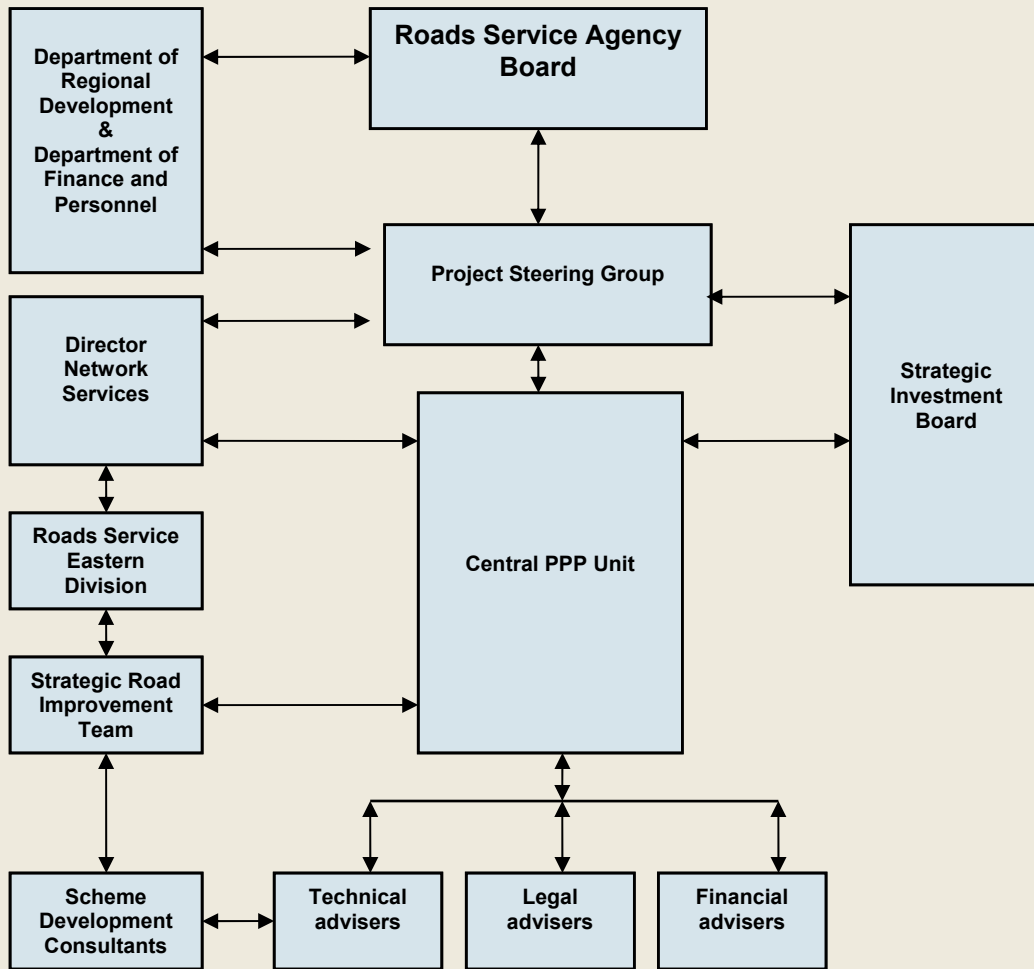 Roads Service Agency
Board
Department of
Regional
Development
&
Department of
Finance and
Personnel
Project Steering Group
Director
Network
Services
Strategic
Investment
Board
Roads Service
Eastern
Division
Central PPP Unit
Strategic Road
Improvement
Team
Scheme
Development
Consultants
Technical
advisers
Legal
advisers
Financial
advisers